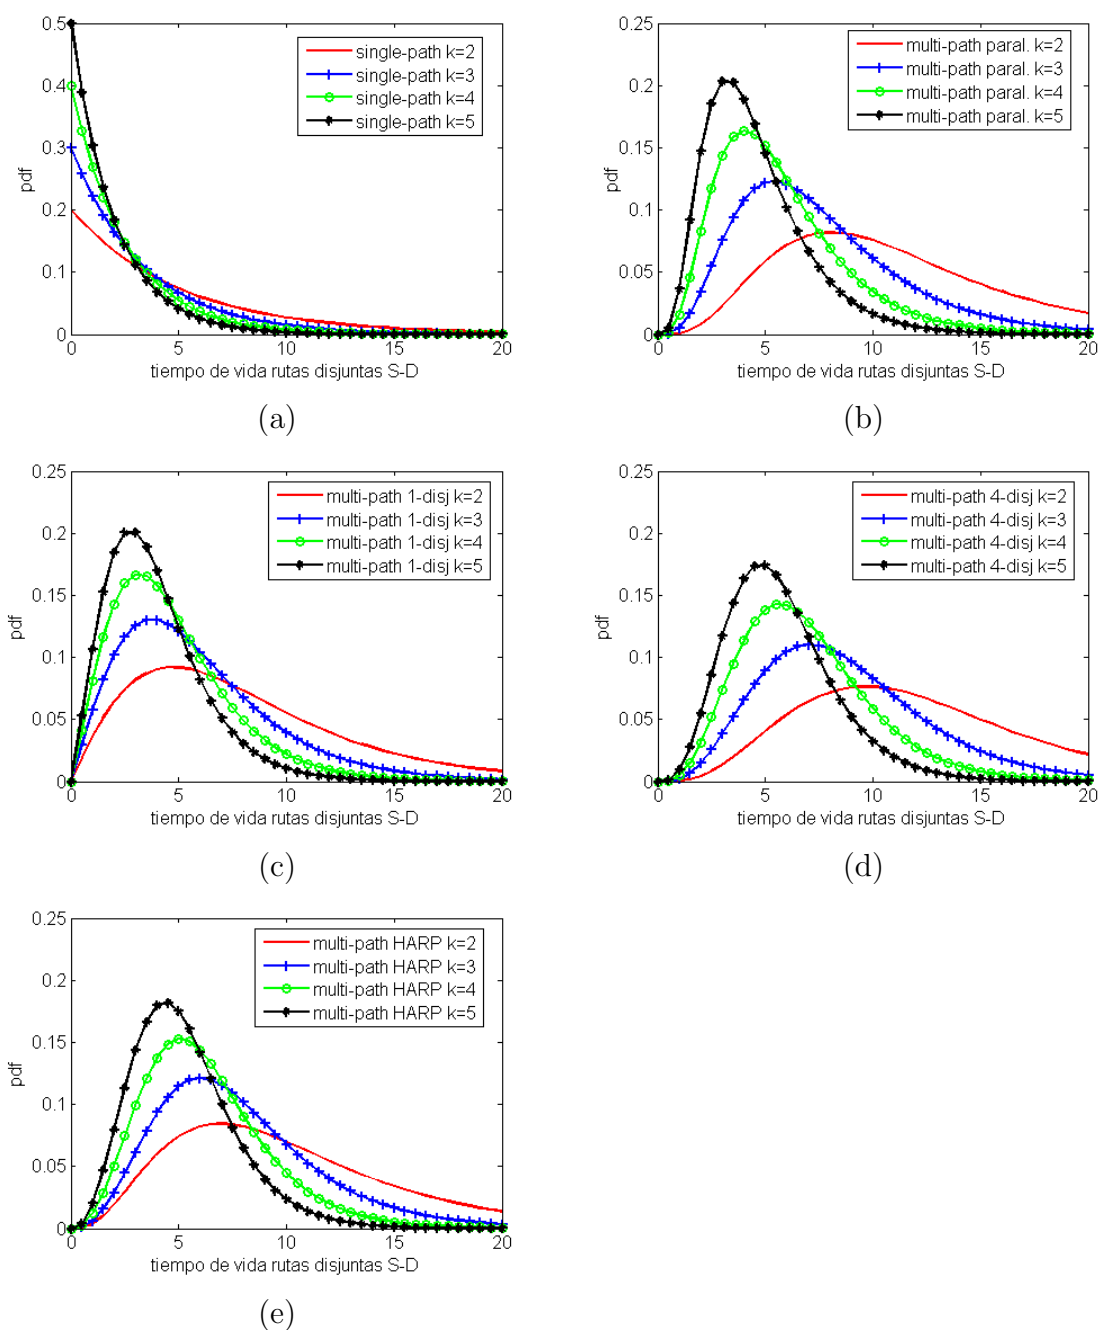 0.5
0.4
0.3
0.2
0.1
0
pdf
single-path k=2
single-path k=3
single-path k=4
single-path k=5
0 5 10 15 20
tiempo de vida rutas disjuntas S-D
(a)
0.25
0.2
0.15
0.1
0.05
0
pdf
multi-path paral. k=2
multi-path paral. k=3
multi-path paral. k=4
multi-path paral. k=5
0 5 10 15 20
tiempo de vida rutas disjuntas S-D
(b)
0.25
0.2
0.15
0.1
0.05
0
pdf
multi-path 1-disj k=2
multi-path 1-disj k=3
multi-path 1-disj k=4
multi-path 1-disj k=5
0 5 10 15 20
tiempo de vida rutas disjuntas S-D
(c)
0.25
0.2
0.15
0.1
0.05
0
pdf
multi-path 4-disj k=2
multi-path 4-disj k=3
multi-path 4-disj k=4
multi-path 4-disj k=5
0 5 10 15 20
tiempo de vida rutas disjuntas S-D
(d)
0.25
0.2
0.15
0.1
0.05
0
pdf
multi-path HARP k=2
multi-path HARP k=3
multi-path HARP k=4
multi-path HARP k=5
0 5 10 15 20
tiempo de vida rutas disjuntas S-D
(e)